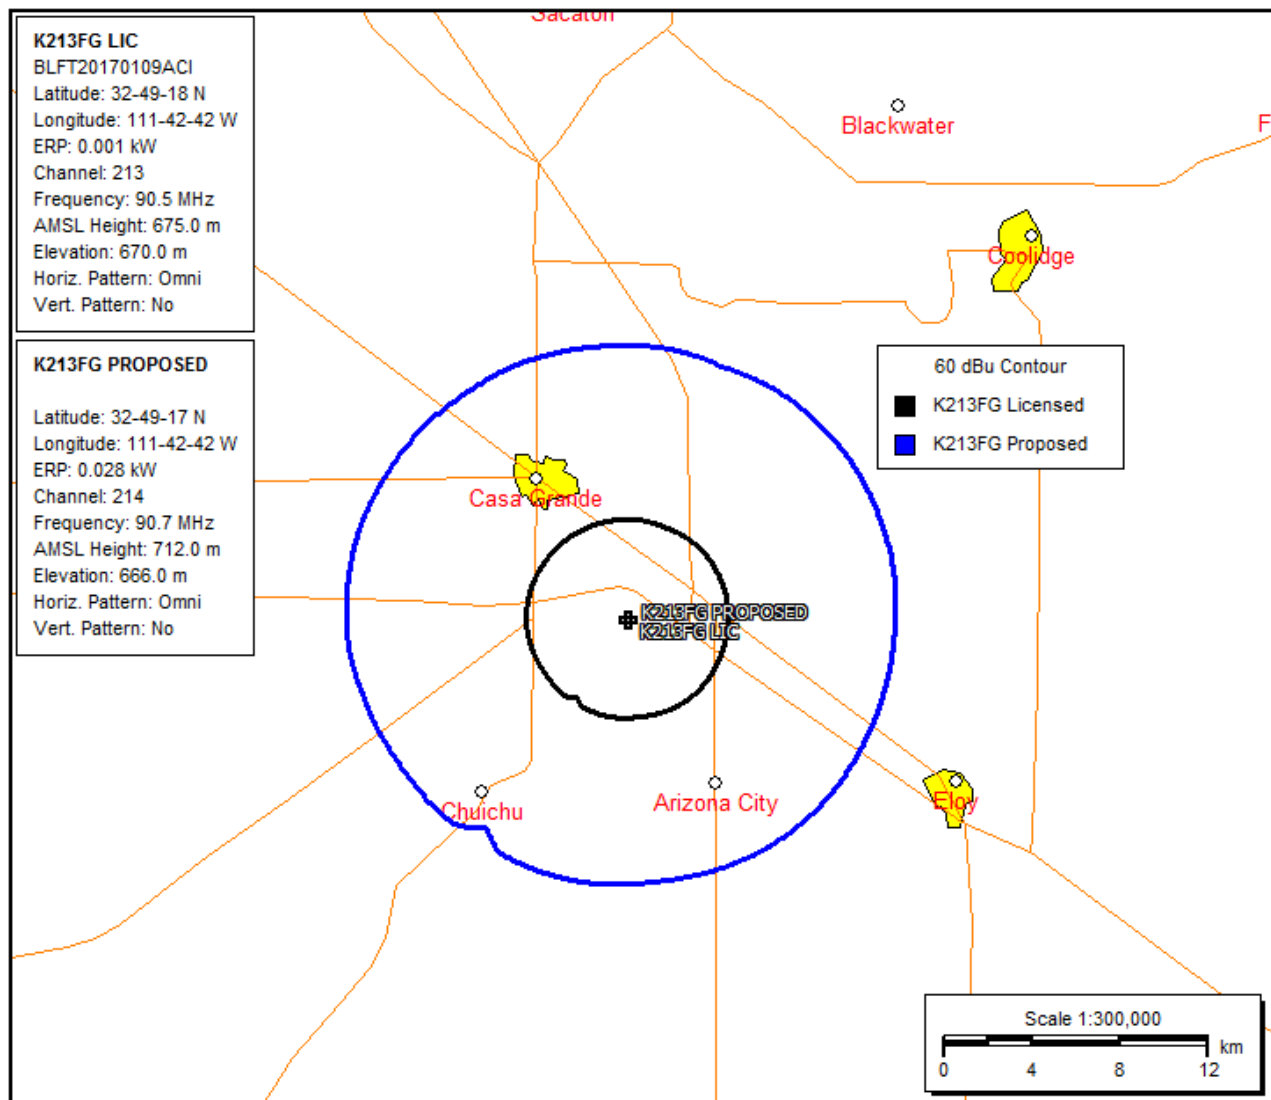 Sacaton
K213FG LIC
BLFT20170109ACI
Latitude: 32-49-18 N
Longitude: 111-42-42 W
ERP: 0.001 kW
Channel: 213
Frequency: 90.5 MHz
AMSL Height: 675.0 m
Elevation: 670.0 m
Horiz. Pattern: Omni
Vert. Pattern: No
K213FG PROPOSED
Latitude: 32-49-17 N
Longitude: 111-42-42 W
ERP: 0.028 kW
Channel: 214
Frequency: 90.7 MHz
AMSL Height: 712.0 m
Elevation: 666.0 m
Horiz. Pattern: Omni
Vert. Pattern: No
Blackwater
F
Coolidge
60 dBu Contour
K213FG Licensed
K213FG Proposed
Casa Grande
K213FG PROPOSED
K213FG LIC
Chuichu
Arizona City
Eloy
Scale 1:300,000
km
0 4 8 12